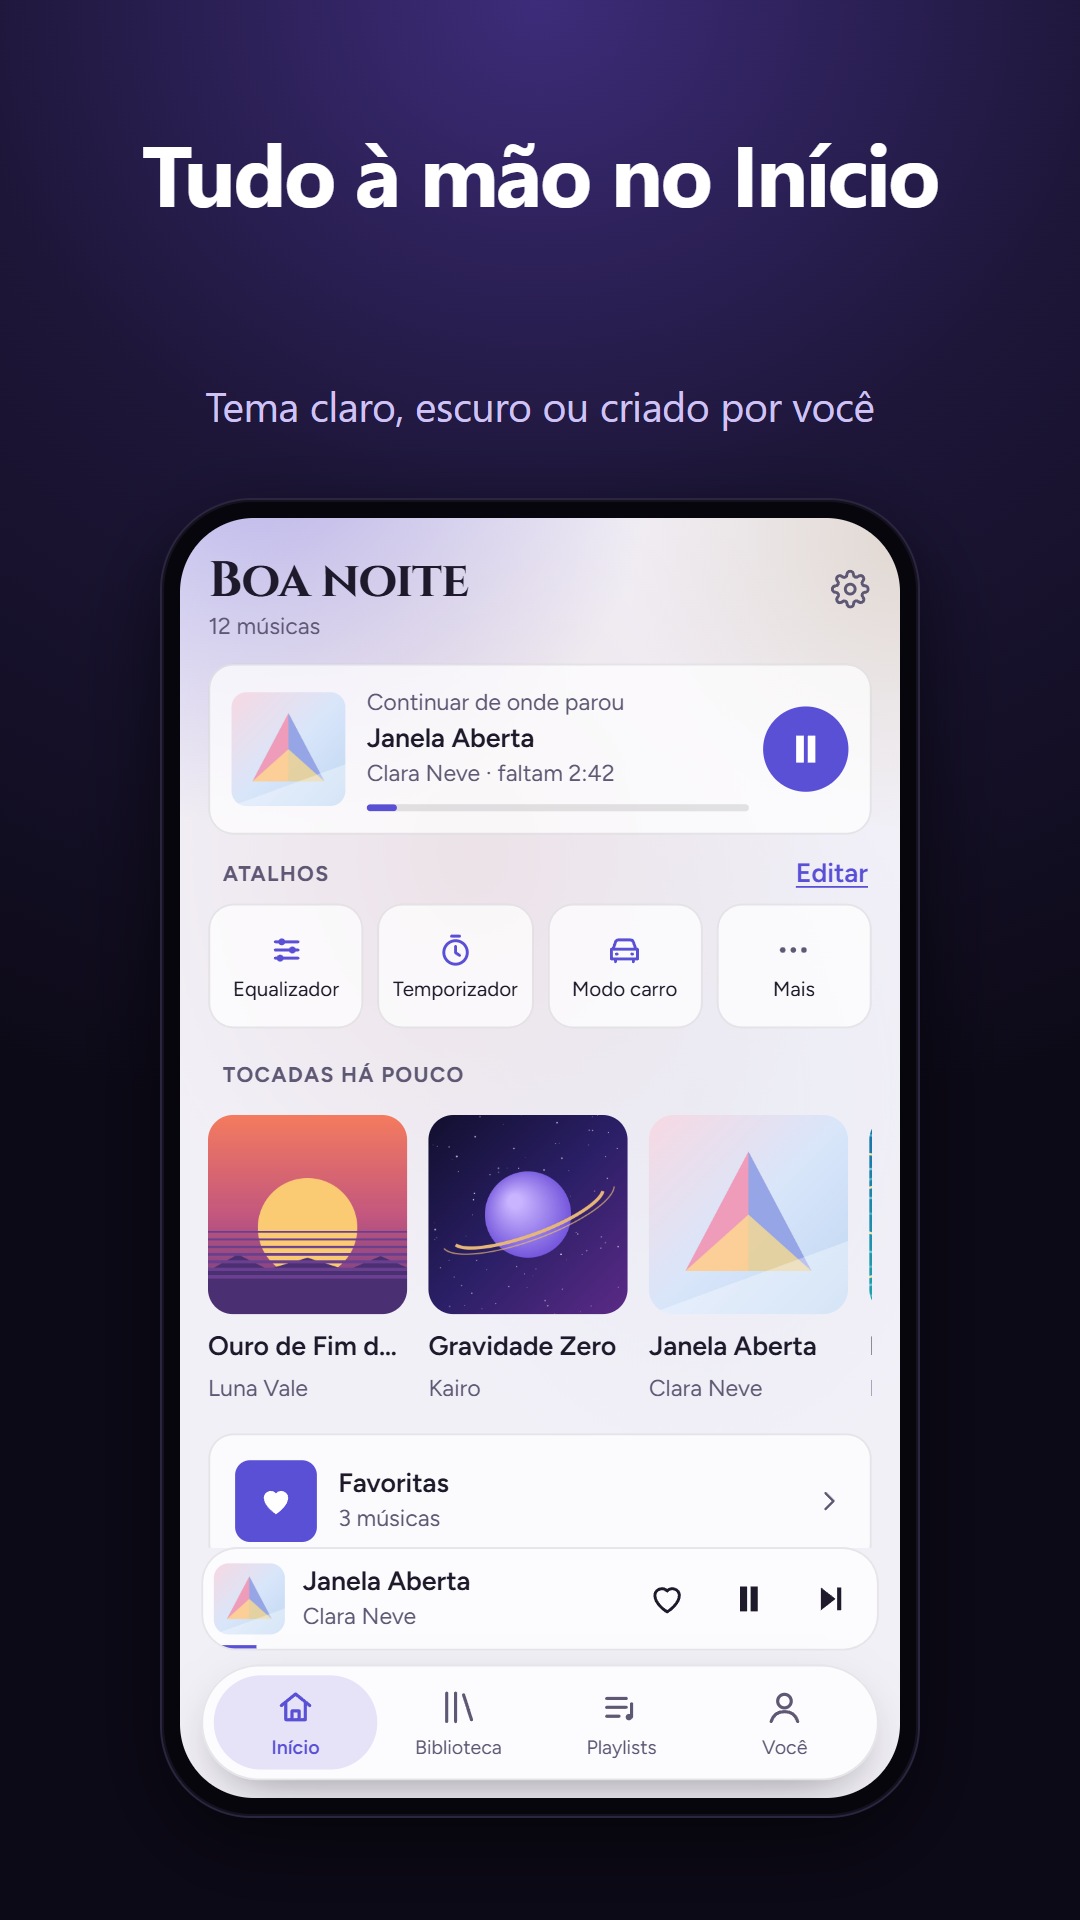 Tudo à mão no Início
Tema claro, escuro ou criado por você
BOA NOITE
12 músicas
Continuar de onde parou
Janela Aberta
Clara Neve · faltam 2:42
ATALHOS
Editar
Equalizador
Temporizador
Modo carro
Mais
TOCADAS HÁ POUCO
Ouro de Fim d...
Gravidade Zero
Janela Aberta
Luna Vale
Kairo
Clara Neve
Favoritas
3 músicas
Janela Aberta
Clara Neve
Início
Biblioteca
Playlists
Você